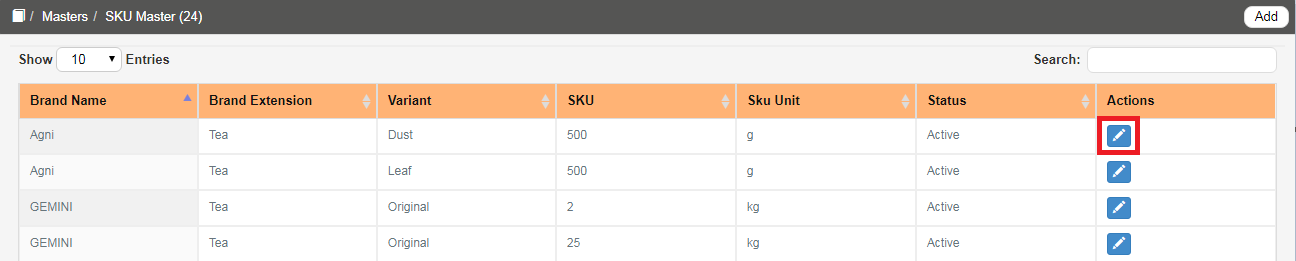 / Masters / SKU Master (24) Add
Show 10 Entries Search:
Brand Name Brand Extension Variant SKU Sku Unit Status Actions
Agni Tea Dust 500 g Active
Agni Tea Leaf 500 g Active
GEMINI Tea Original 2 kg Active
GEMINI Tea Original 25 kg Active